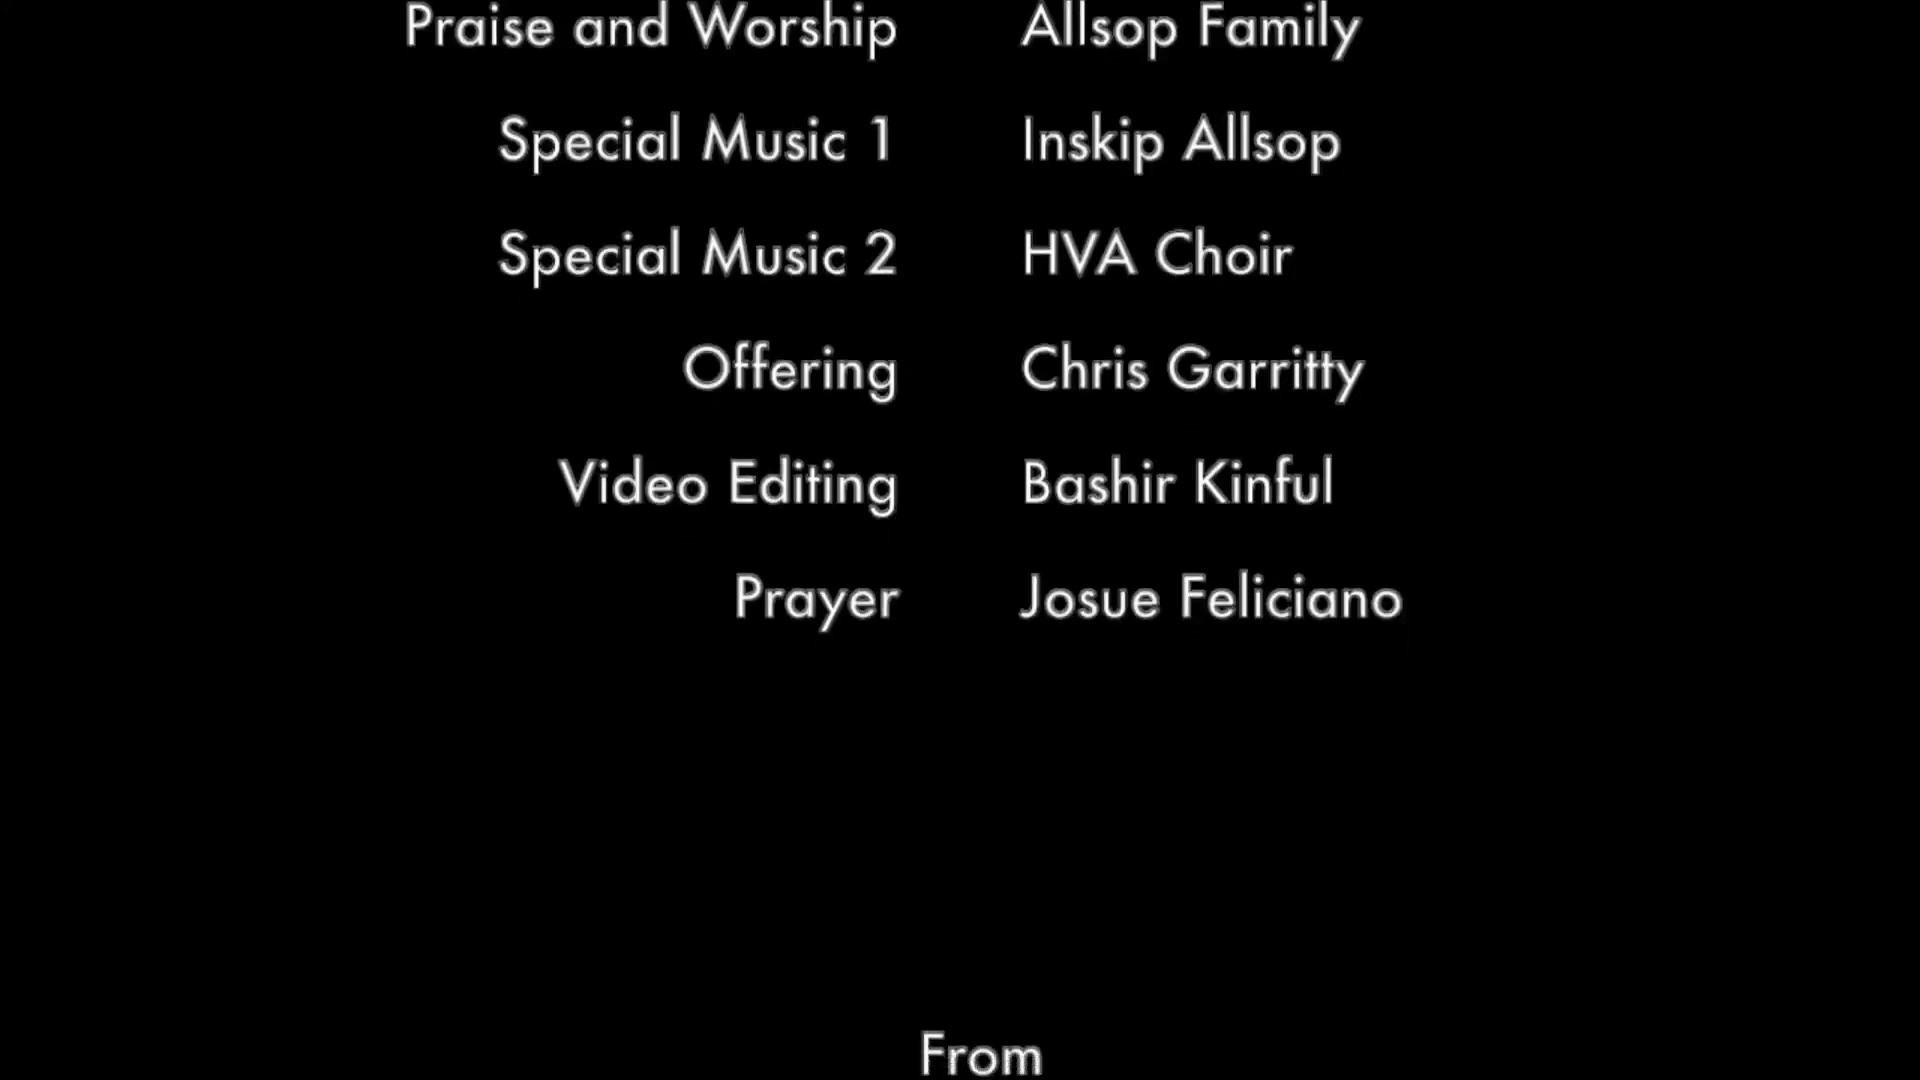 Praise and Worship Allsop Family
Special Music 1 Inskip Allsop
Special Music 2 HVA Choir
Offering Chris Garritty
Video Editing Bashir Kinful
Prayer Josue Feliciano
From